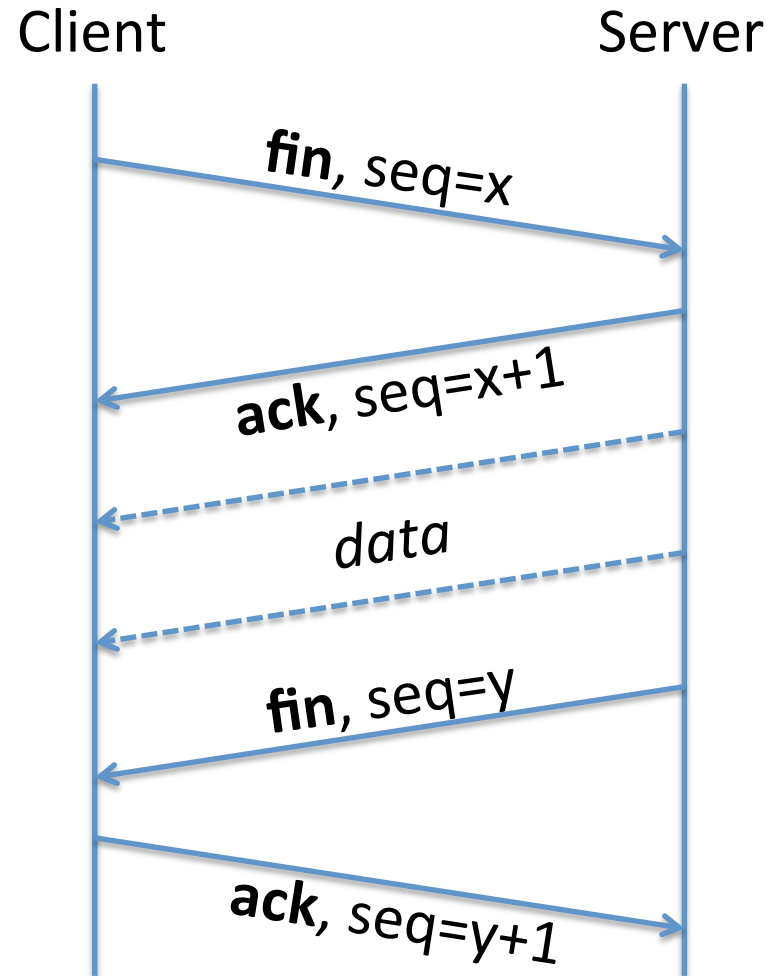 Client
Server
fin, seq=x
ack, seq=x+1
data
fin, seq=y
ack, seq=y+1